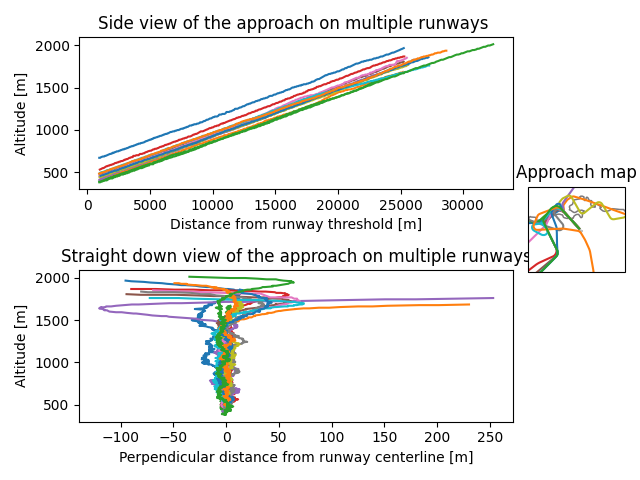 Side view of the approach on multiple runways
2000
1500
1000
500
Altitude [m]
0 5000 10000 15000 20000 25000 30000
Distance from runway threshold [m]
Approach map
Straight down view of the approach on multiple runways
2000
1500
1000
500
Altitude [m]
−100 −50 0 50 100 150 200 250
Perpendicular distance from runway centerline [m]